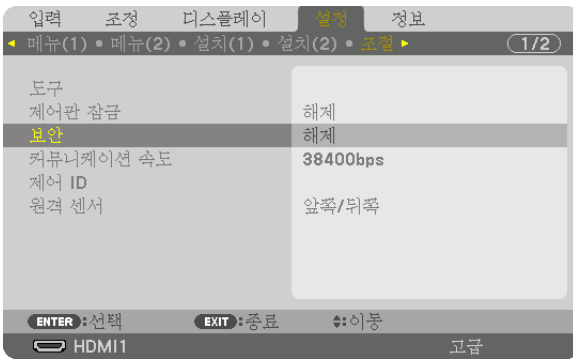 입력 조정 디스플레이 설정 정보
◀ 메뉴(1) • 메뉴(2) • 설치(1) • 설치(2) • 조절 ▶ 1/2
도구
제어판 잠금 해제
보안 해제
커뮤니케이션 속도 38400bps
제어 ID
원격 센서 앞쪽/뒤쪽
ENTER:선택 EXIT:종료 ♦:이동
HDMI1 고급